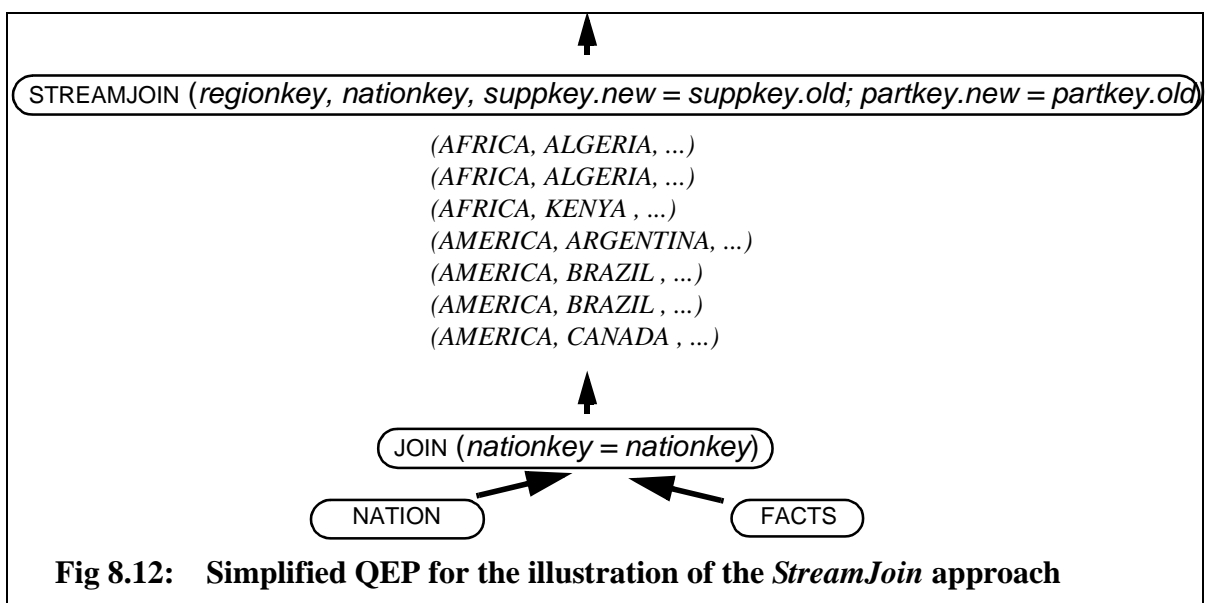 STREAMJOIN (regionkey, nationkey, suppkey.new = suppkey.old; partkey.new = partkey.old)
(AFRICA, ALGERIA, ...)
(AFRICA, ALGERIA, ...)
(AFRICA, KENYA , ...)
(AMERICA, ARGENTINA, ...)
(AMERICA, BRAZIL , ...)
(AMERICA, BRAZIL , ...)
(AMERICA, CANADA , ...)
JOIN (nationkey = nationkey)
NATION FACTS
Fig 8.12: Simplified QEP for the illustration of the StreamJoin approach